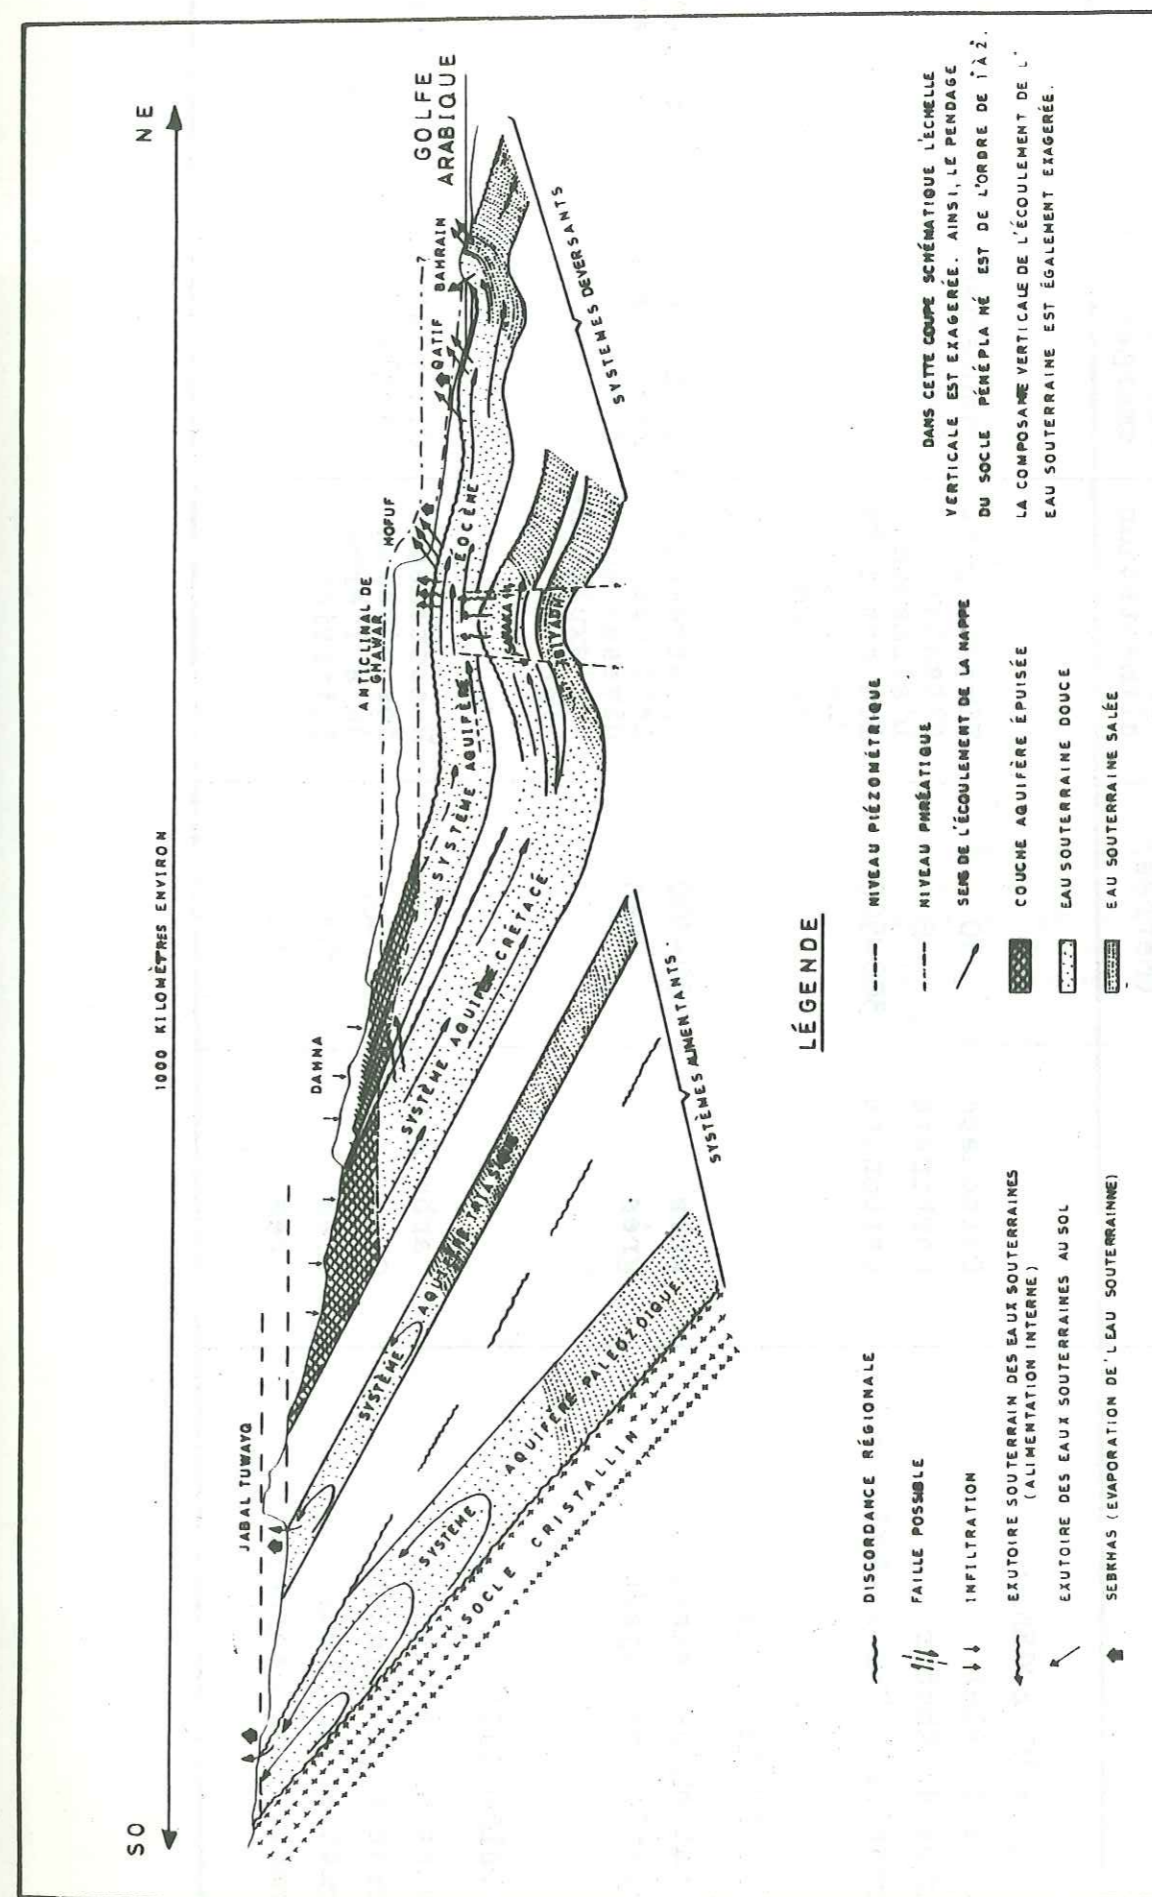 SO
NE
1000 KILOMÈTRES ENVIRON
JABAL TUWAYQ
DAHNA
ANTICLINAL DE
GHAWAR
HOFUF
QATIF
BAHRAIN
GOLFE
ARABIQUE
?
SYSTÈME AQUIFÈRE ÉOCÈNE
SYSTÈME AQUIFÈRE CRÉTACÉ
BIYADH
SYSTÈME AQUIFÈRE TRIASIQUE
SYSTÈME AQUIFÈRE PALÉOZOÏQUE
SOCLE CRISTALLIN
SYSTÈMES ALIMENTANTS
SYSTÈMES DEVERSANTS
LÉGENDE
DISCORDANCE RÉGIONALE
FAILLE POSSIBLE
INFILTRATION
EXUTOIRE SOUTERRAIN DES EAUX SOUTERRAINES
(ALIMENTATION INTERNE)
EXUTOIRE DES EAUX SOUTERRAINES AU SOL
SEBKHAS (EVAPORATION DE L'EAU SOUTERRAINNE)
NIVEAU PIÉZOMÉTRIQUE
NIVEAU PHRÉATIQUE
SENS DE L'ÉCOULEMENT DE LA NAPPE
COUCHE AQUIFÈRE ÉPUISÉE
EAU SOUTERRAINE DOUCE
EAU SOUTERRAINE SALÉE
DANS CETTE COUPE SCHÉMATIQUE L'ÉCHELLE
VERTICALE EST EXAGERÉE. AINSI, LE PENDAGE
DU SOCLE PÉNÉPLANÉ EST DE L'ORDRE DE 1 À 2.
LA COMPOSANTE VERTICALE DE L'ÉCOULEMENT DE L'
EAU SOUTERRAINE EST ÉGALEMENT EXAGERÉE.